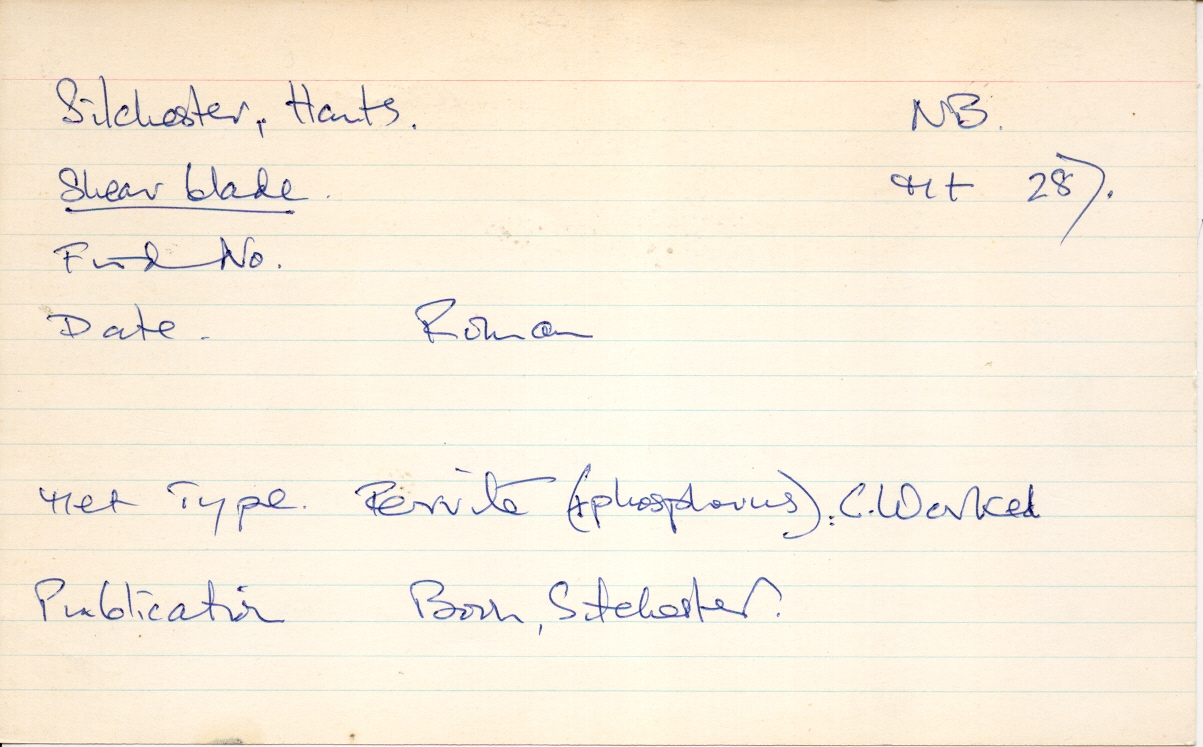 Silchester, Hants. NB.
Shear blade. Met 287.
Find No.
Date. Roman
Met Type. Ferrite (+phosphorus): C. Worked
Publication Boon, Silchester.